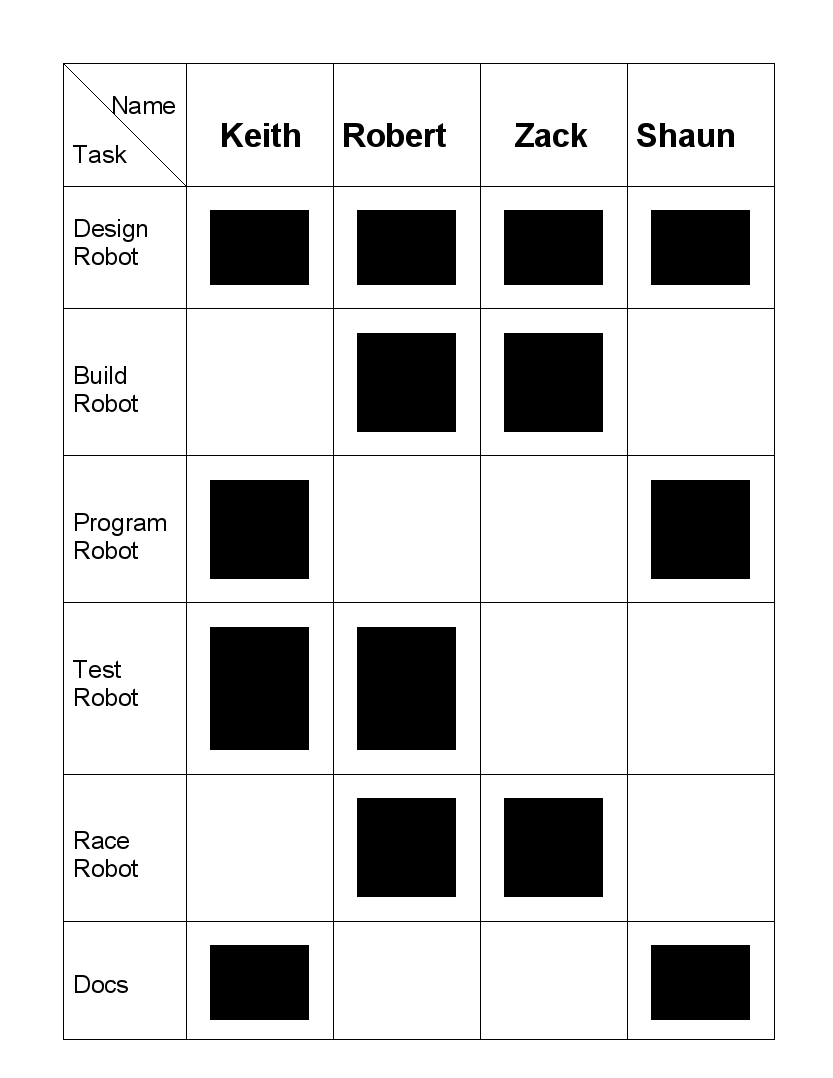 Name
Task
Keith
Robert
Zack
Shaun
Design
Robot
Build
Robot
Program
Robot
Test
Robot
Race
Robot
Docs